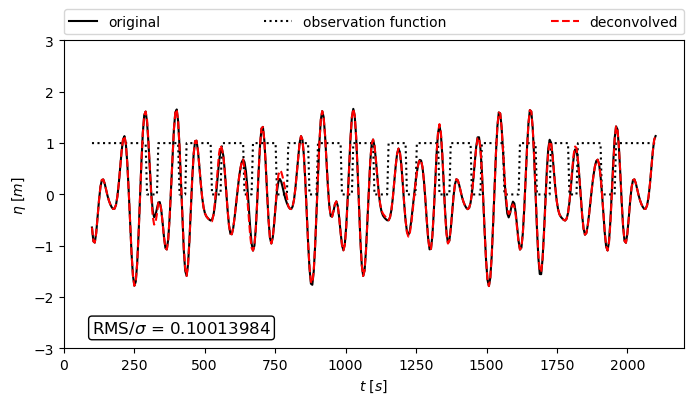 original observation function deconvolved
3
2
1
0
−1
−2
−3
η [m]
RMS/σ = 0.10013984
0 250 500 750 1000 1250 1500 1750 2000
t [s]